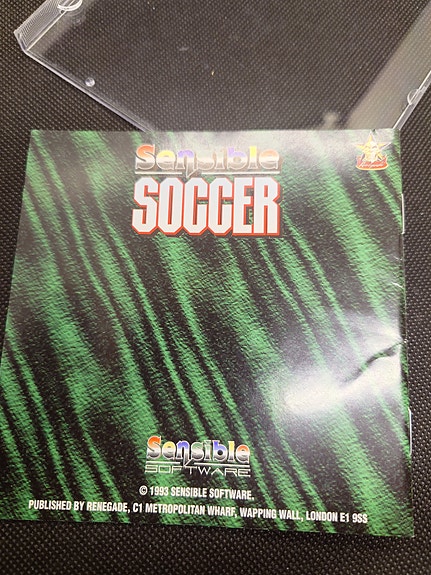 Sensible
SOCCER
Sensible
SOFTWARE
© 1993 SENSIBLE SOFTWARE.
PUBLISHED BY RENEGADE, C1 METROPOLITAN WHARF, WAPPING WALL, LONDON E1 9SS